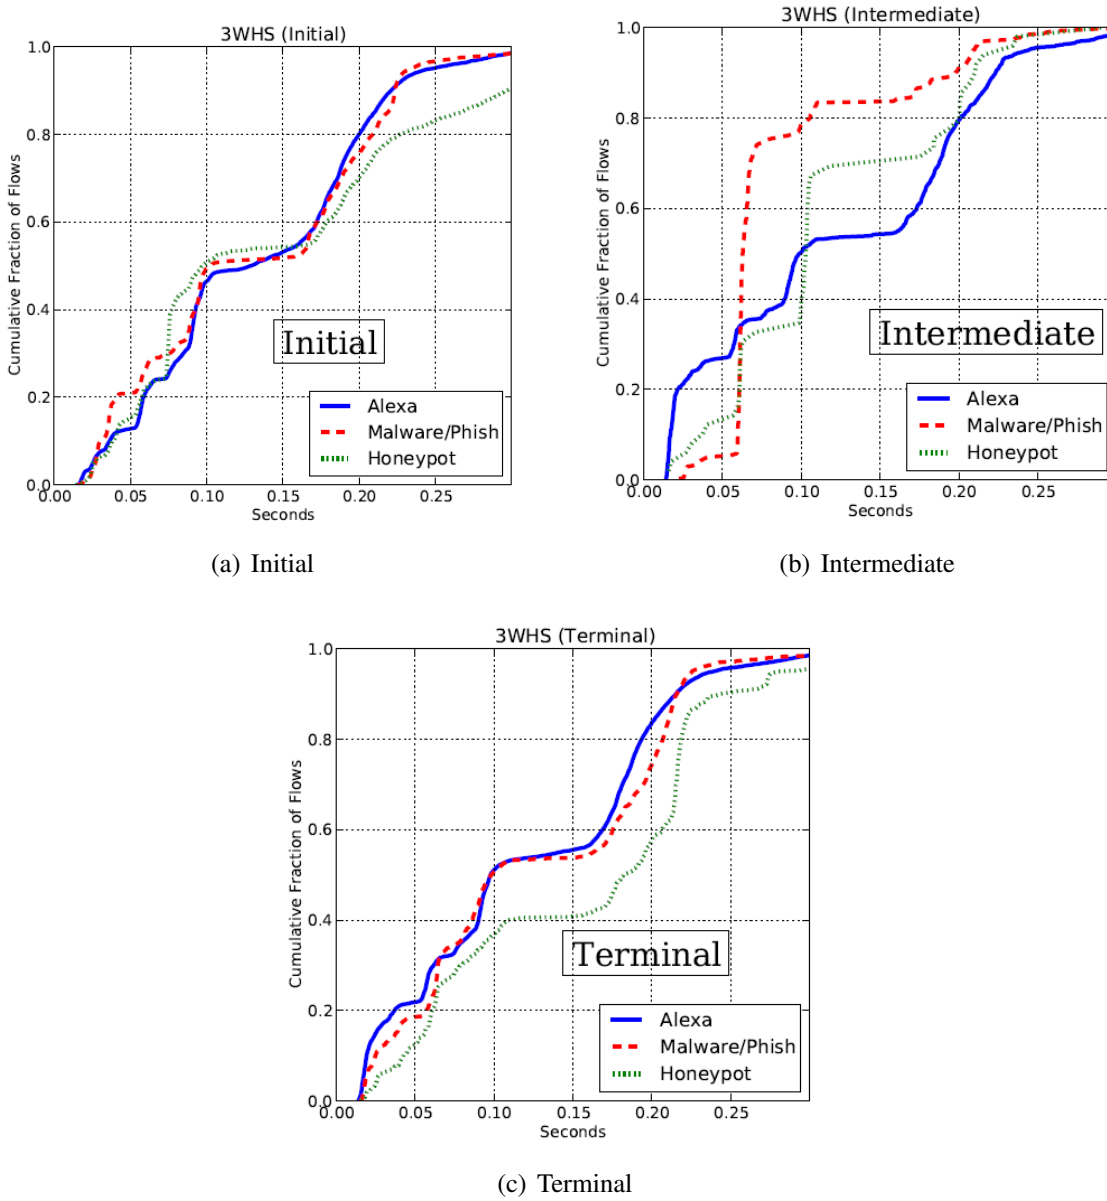 3WHS (Initial)
1.0
0.8
0.6
0.4
0.2
0.0
0.00 0.05 0.10 0.15 0.20 0.25
Cumulative Fraction of Flows
Seconds
Initial
Alexa
Malware/Phish
Honeypot
(a) Initial
3WHS (Intermediate)
1.0
0.8
0.6
0.4
0.2
0.0
0.00 0.05 0.10 0.15 0.20 0.25
Cumulative Fraction of Flows
Seconds
Intermediate
Alexa
Malware/Phish
Honeypot
(b) Intermediate
3WHS (Terminal)
1.0
0.8
0.6
0.4
0.2
0.0
0.00 0.05 0.10 0.15 0.20 0.25
Cumulative Fraction of Flows
Seconds
Terminal
Alexa
Malware/Phish
Honeypot
(c) Terminal